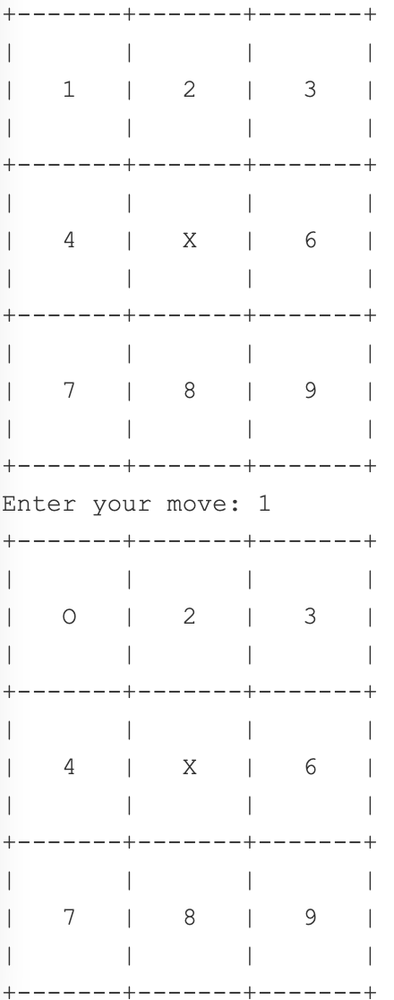 +-------+-------+-------+
|       |       |       |
|   1   |   2   |   3   |
|       |       |       |
+-------+-------+-------+
|       |       |       |
|   4   |   X   |   6   |
|       |       |       |
+-------+-------+-------+
|       |       |       |
|   7   |   8   |   9   |
|       |       |       |
+-------+-------+-------+
Enter your move: 1
+-------+-------+-------+
|       |       |       |
|   O   |   2   |   3   |
|       |       |       |
+-------+-------+-------+
|       |       |       |
|   4   |   X   |   6   |
|       |       |       |
+-------+-------+-------+
|       |       |       |
|   7   |   8   |   9   |
|       |       |       |
+-------+-------+-------+